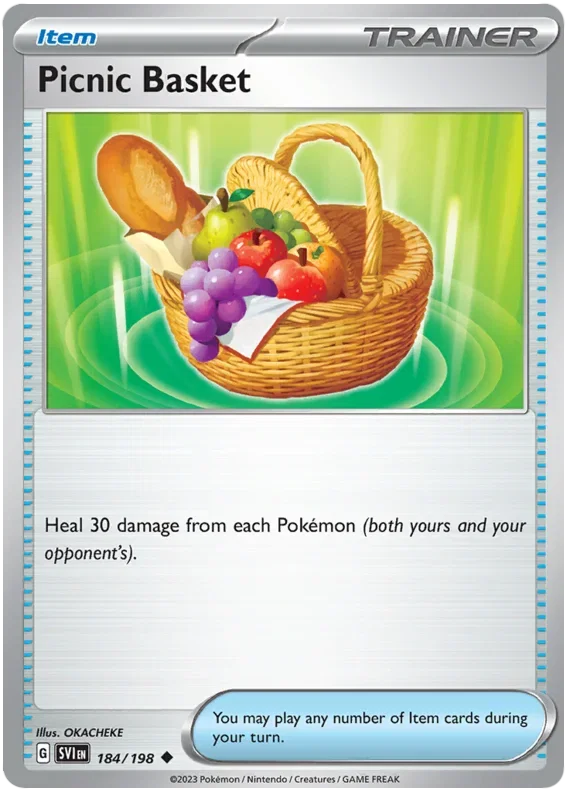 Item
TRAINER
Picnic Basket
Heal 30 damage from each Pokémon (both yours and your
opponent's).
You may play any number of Item cards during
your turn.
Illus. OKACHEKE
G SVI EN 184/198
©2023 Pokémon / Nintendo / Creatures / GAME FREAK